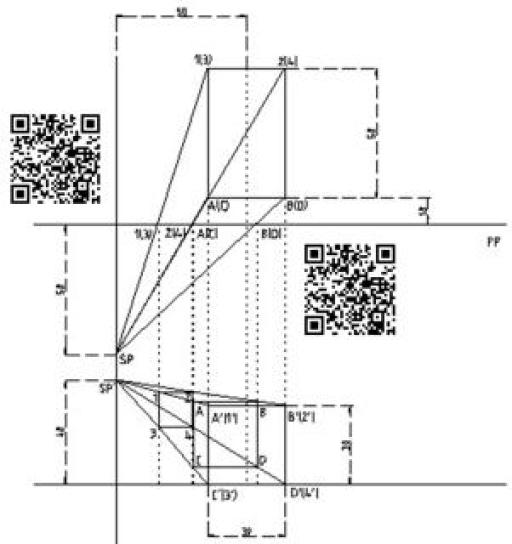 50
1(3)
2(4)
50
A(C)
B(D)
10
1(3)
2(4)
A(C)
B(D)
PP
50
SP
SP'
1
2
A
B
A'(1')
B'(2')
40
30
3
4
C
D
C'(3')
D'(4')
30